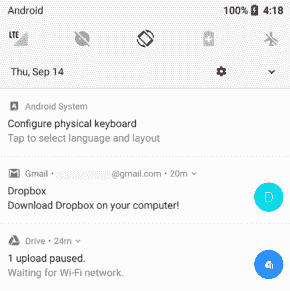 Android 100% 4:18
LTE
Thu, Sep 14
Android System
Configure physical keyboard
Tap to select language and layout
Gmail • @gmail.com • 20m
Dropbox
Download Dropbox on your computer!
D
Drive • 24m
1 upload paused.
Waiting for Wi-Fi network.